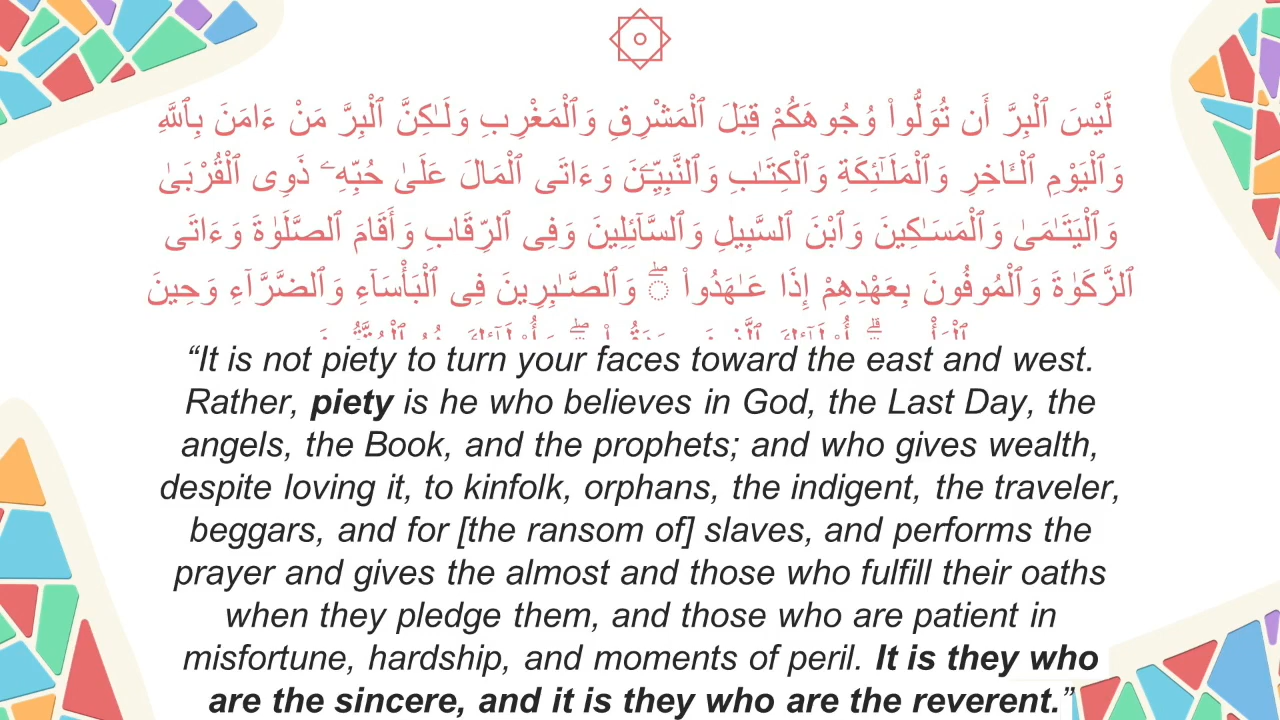 لَّيْسَ ٱلْبِرَّ أَن تُوَلُّوا۟ وُجُوهَكُمْ قِبَلَ ٱلْمَشْرِقِ وَٱلْمَغْرِبِ وَلَـٰكِنَّ ٱلْبِرَّ مَنْ ءَامَنَ بِٱللَّهِ
وَٱلْيَوْمِ ٱلْـَٔاخِرِ وَٱلْمَلَـٰٓئِكَةِ وَٱلْكِتَـٰبِ وَٱلنَّبِيِّـۧنَ وَءَاتَى ٱلْمَالَ عَلَىٰ حُبِّهِۦ ذَوِى ٱلْقُرْبَىٰ
وَٱلْيَتَـٰمَىٰ وَٱلْمَسَـٰكِينَ وَٱبْنَ ٱلسَّبِيلِ وَٱلسَّآئِلِينَ وَفِى ٱلرِّقَابِ وَأَقَامَ ٱلصَّلَوٰةَ وَءَاتَى
ٱلزَّكَوٰةَ وَٱلْمُوفُونَ بِعَهْدِهِمْ إِذَا عَـٰهَدُوا۟ ۖ وَٱلصَّـٰبِرِينَ فِى ٱلْبَأْسَآءِ وَٱلضَّرَّآءِ وَحِينَ
“It is not piety to turn your faces toward the east and west.
Rather, piety is he who believes in God, the Last Day, the
angels, the Book, and the prophets; and who gives wealth,
despite loving it, to kinfolk, orphans, the indigent, the traveler,
beggars, and for [the ransom of] slaves, and performs the
prayer and gives the almost and those who fulfill their oaths
when they pledge them, and those who are patient in
misfortune, hardship, and moments of peril. It is they who
are the sincere, and it is they who are the reverent.”